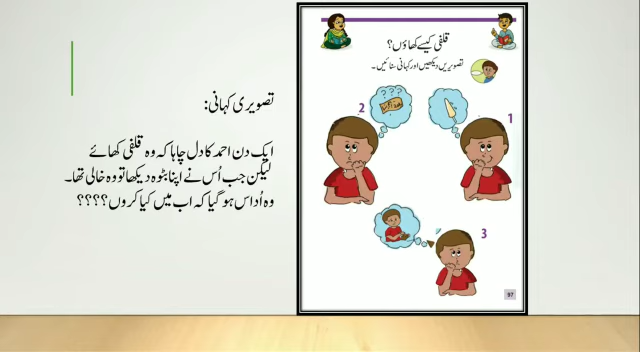 تصویری کہانی:
ایک دن احمد کا دل چاہا کہ وہ قلفی کھائے
لیکن جب اُس نے اپنا بٹوہ دیکھا تو وہ خالی تھا۔
وہ اُداس ہو گیا کہ اب میں کیا کروں؟؟؟؟
قلفی کیسے کھاؤں؟
تصویریں دیکھیں اور کہانی سنائیں۔
1
2
???
3
97